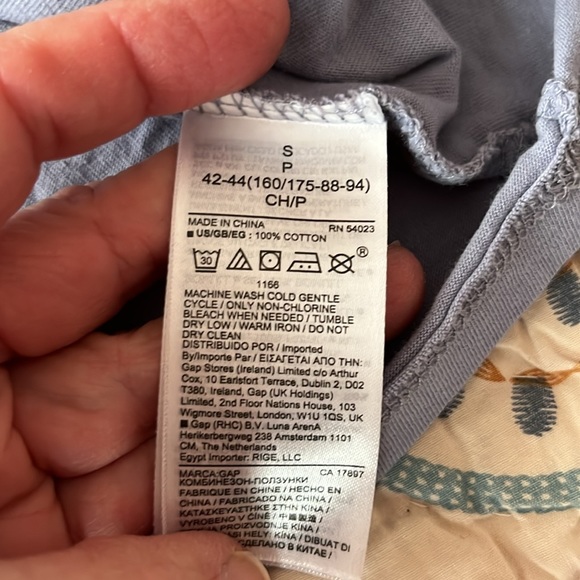 S
P
42-44(160/175-88-94)
CH/P
MADE IN CHINA RN 54023
■ US/GB/EG : 100% COTTON
30 ®
1166
MACHINE WASH COLD GENTLE
CYCLE / ONLY NON-CHLORINE
BLEACH WHEN NEEDED / TUMBLE
DRY LOW / WARM IRON / DO NOT
DRY CLEAN
DISTRIBUIDO POR / Imported
By/Importe Par / ΕΙΣΑΓΕΤΑΙ ΑΠΟ ΤΗΝ:
Gap Stores (Ireland) Limited c/o Arthur
Cox, 10 Earlsfort Terrace, Dublin 2, D02
T380, Ireland, Gap (UK Holdings)
Limited, 2nd Floor Nations House, 103
Wigmore Street, London, W1U 1QS, UK
■ Gap (RHC) B.V: Luna ArenA
Herikerbergweg 238 Amsterdam 1101
CM, The Netherlands
Egypt Importer: RIGE, LLC
MARCA:GAP CA 17897
КОМБИНЕЗОН-ПОЛЗУНКИ
FABRIQUE EN CHINE / HECHO EN
CHINA / FABRICADO NA CHINA /
ΚΑΤΑΣΚΕΥΑΣΤΗΚΕ ΣΤΗΝ ΚΙΝΑ /
VYROBENO V ČÍNĚ / 中國製造 /
PROIZVODNJE KINA /
KINA / DIBUAT DI
СДЕЛАНО В КИТАЕ /